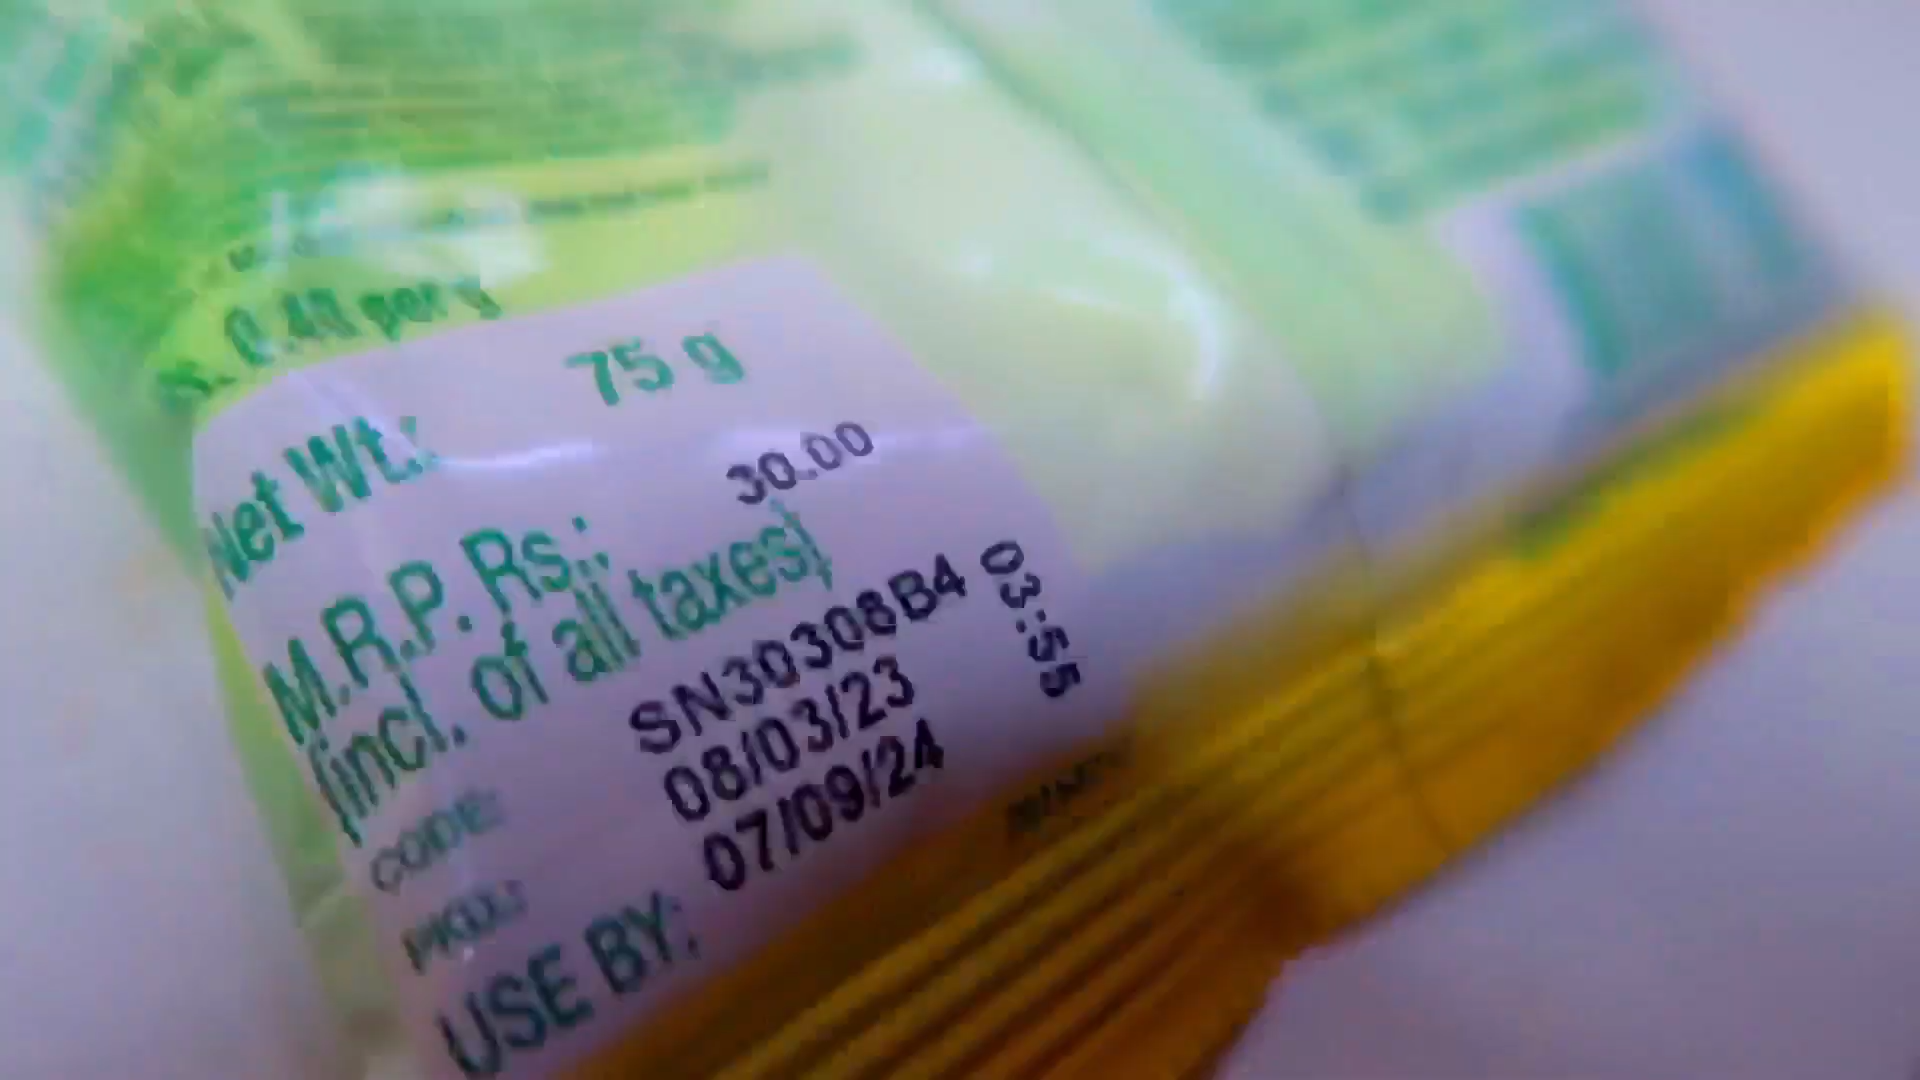 0.40 per g
Net Wt.: 75 g
M.R.P. Rs.: 30.00
(incl. of all taxes)
CODE: SN30308B4 03:55
PKD.: 08/03/23
USE BY: 07/09/24